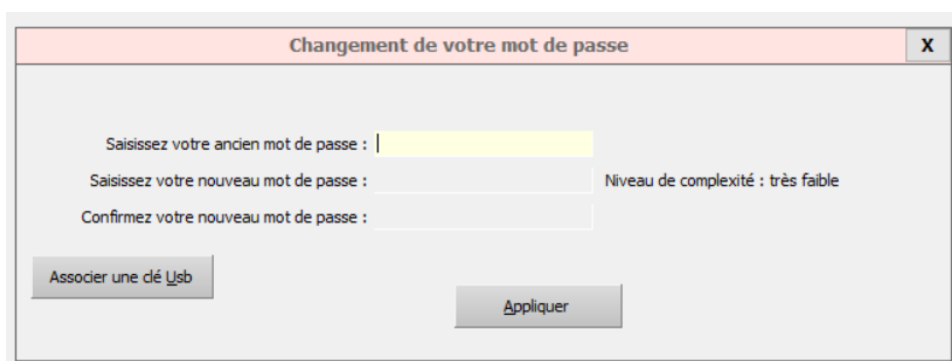 Changement de votre mot de passe
X
Saisissez votre ancien mot de passe :
Saisissez votre nouveau mot de passe : Niveau de complexité : très faible
Confirmez votre nouveau mot de passe :
Associer une clé Usb
Appliquer